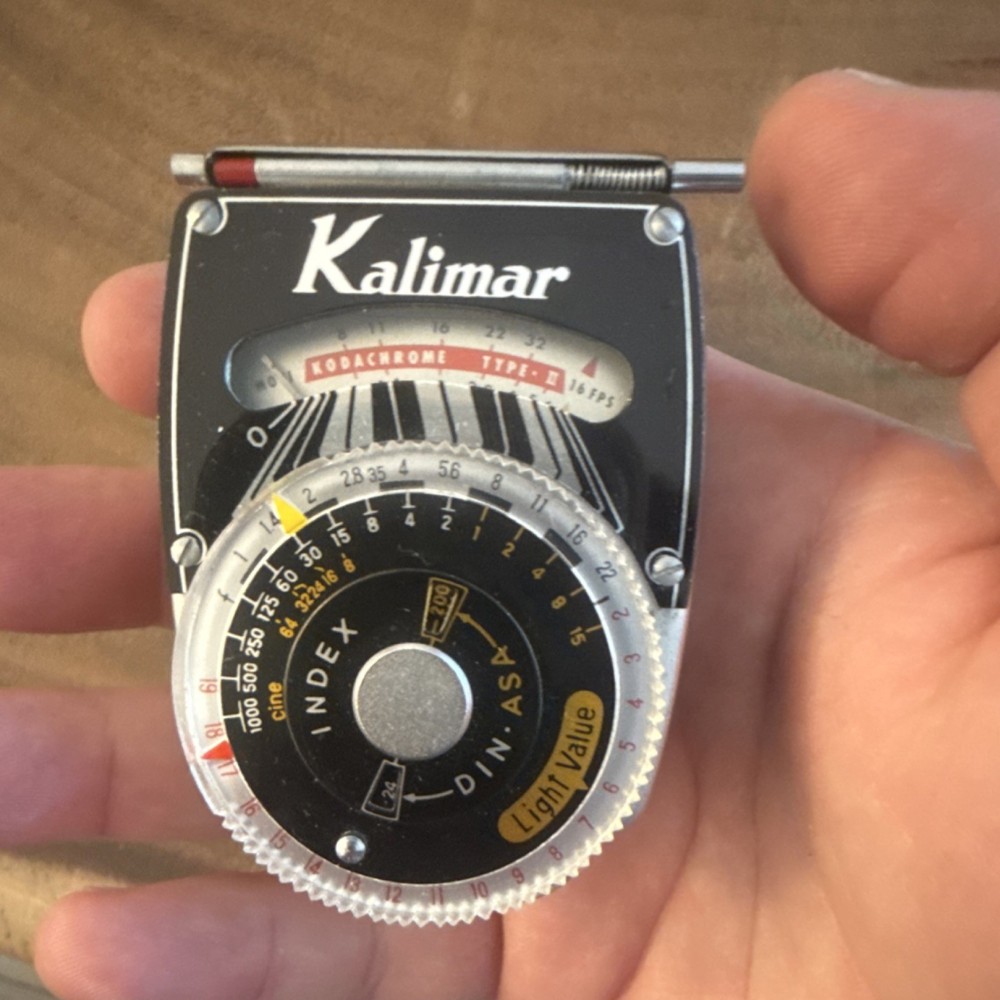 Kalimar
8 11 16 22 32
KODACHROME TYPE-II
16 FPS
0
f 1 1.4 2 2.8 3.5 4 5.6 8 11 16 22
1000 500 250 125 60 30 15 8 4 2 1 2 4 8 15
cine 64 32 24 16 8
INDEX
200
DIN. ASA
24
Light Value
2 3 4 5 6 7 8 9 10 11 12 13 14 15 16 17 18 19